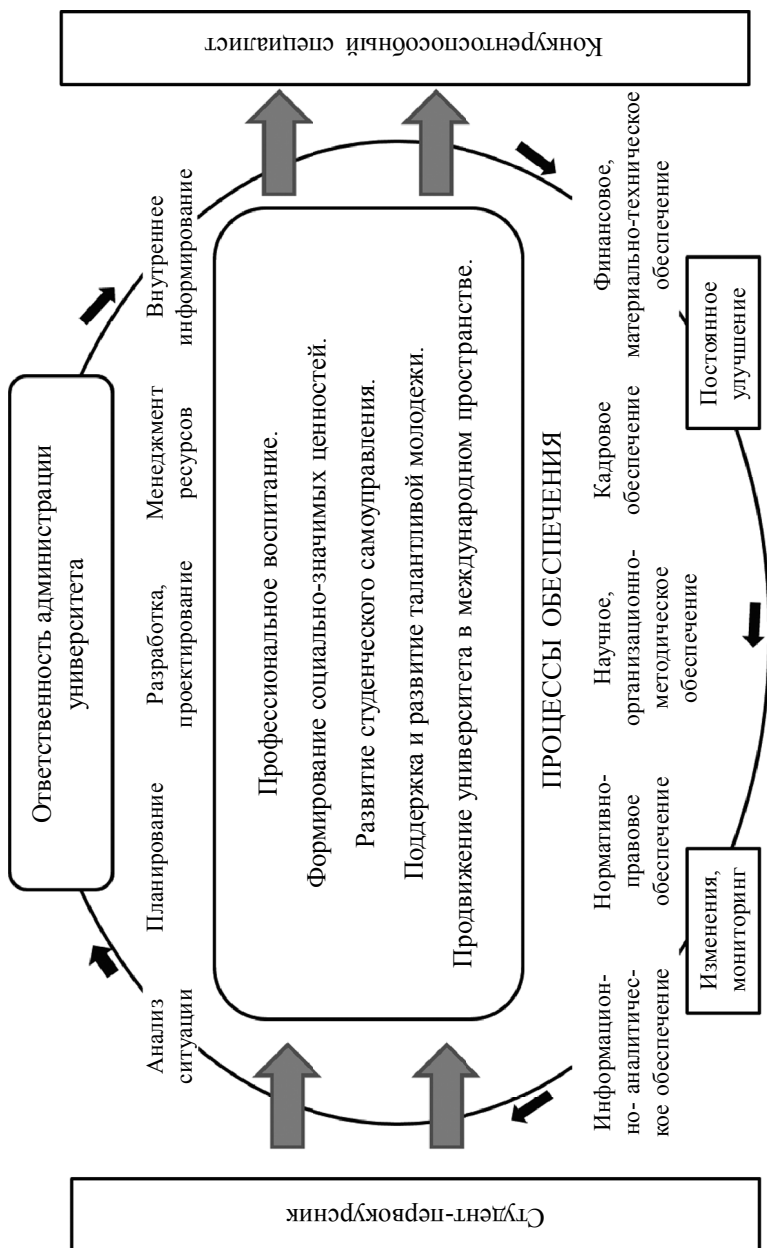 Ответственность администрации
университета
Анализ
ситуации
Планирование
Разработка,
проектирование
Менеджмент
ресурсов
Внутреннее
информирование
Студент-первокурсник
Профессиональное воспитание.
Формирование социально-значимых ценностей.
Развитие студенческого самоуправления.
Поддержка и развитие талантливой молодежи.
Продвижение университета в международном пространстве.
Конкурентоспособный специалист
ПРОЦЕССЫ ОБЕСПЕЧЕНИЯ
Информацион-
но- аналитичес-
кое обеспечение
Нормативно-
правовое
обеспечение
Научное,
организационно-
методическое
обеспечение
Кадровое
обеспечение
Финансовое,
материально-техническое
обеспечение
Изменения,
мониторинг
Постоянное
улучшение